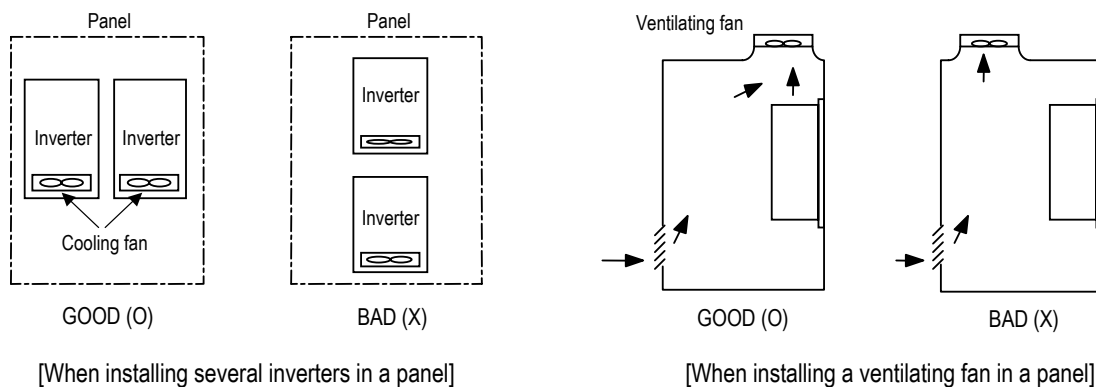 Panel
Inverter Inverter
Cooling fan
GOOD (O)
Panel
Inverter
Inverter
BAD (X)
[When installing several inverters in a panel]
Ventilating fan
GOOD (O)
BAD (X)
[When installing a ventilating fan in a panel]